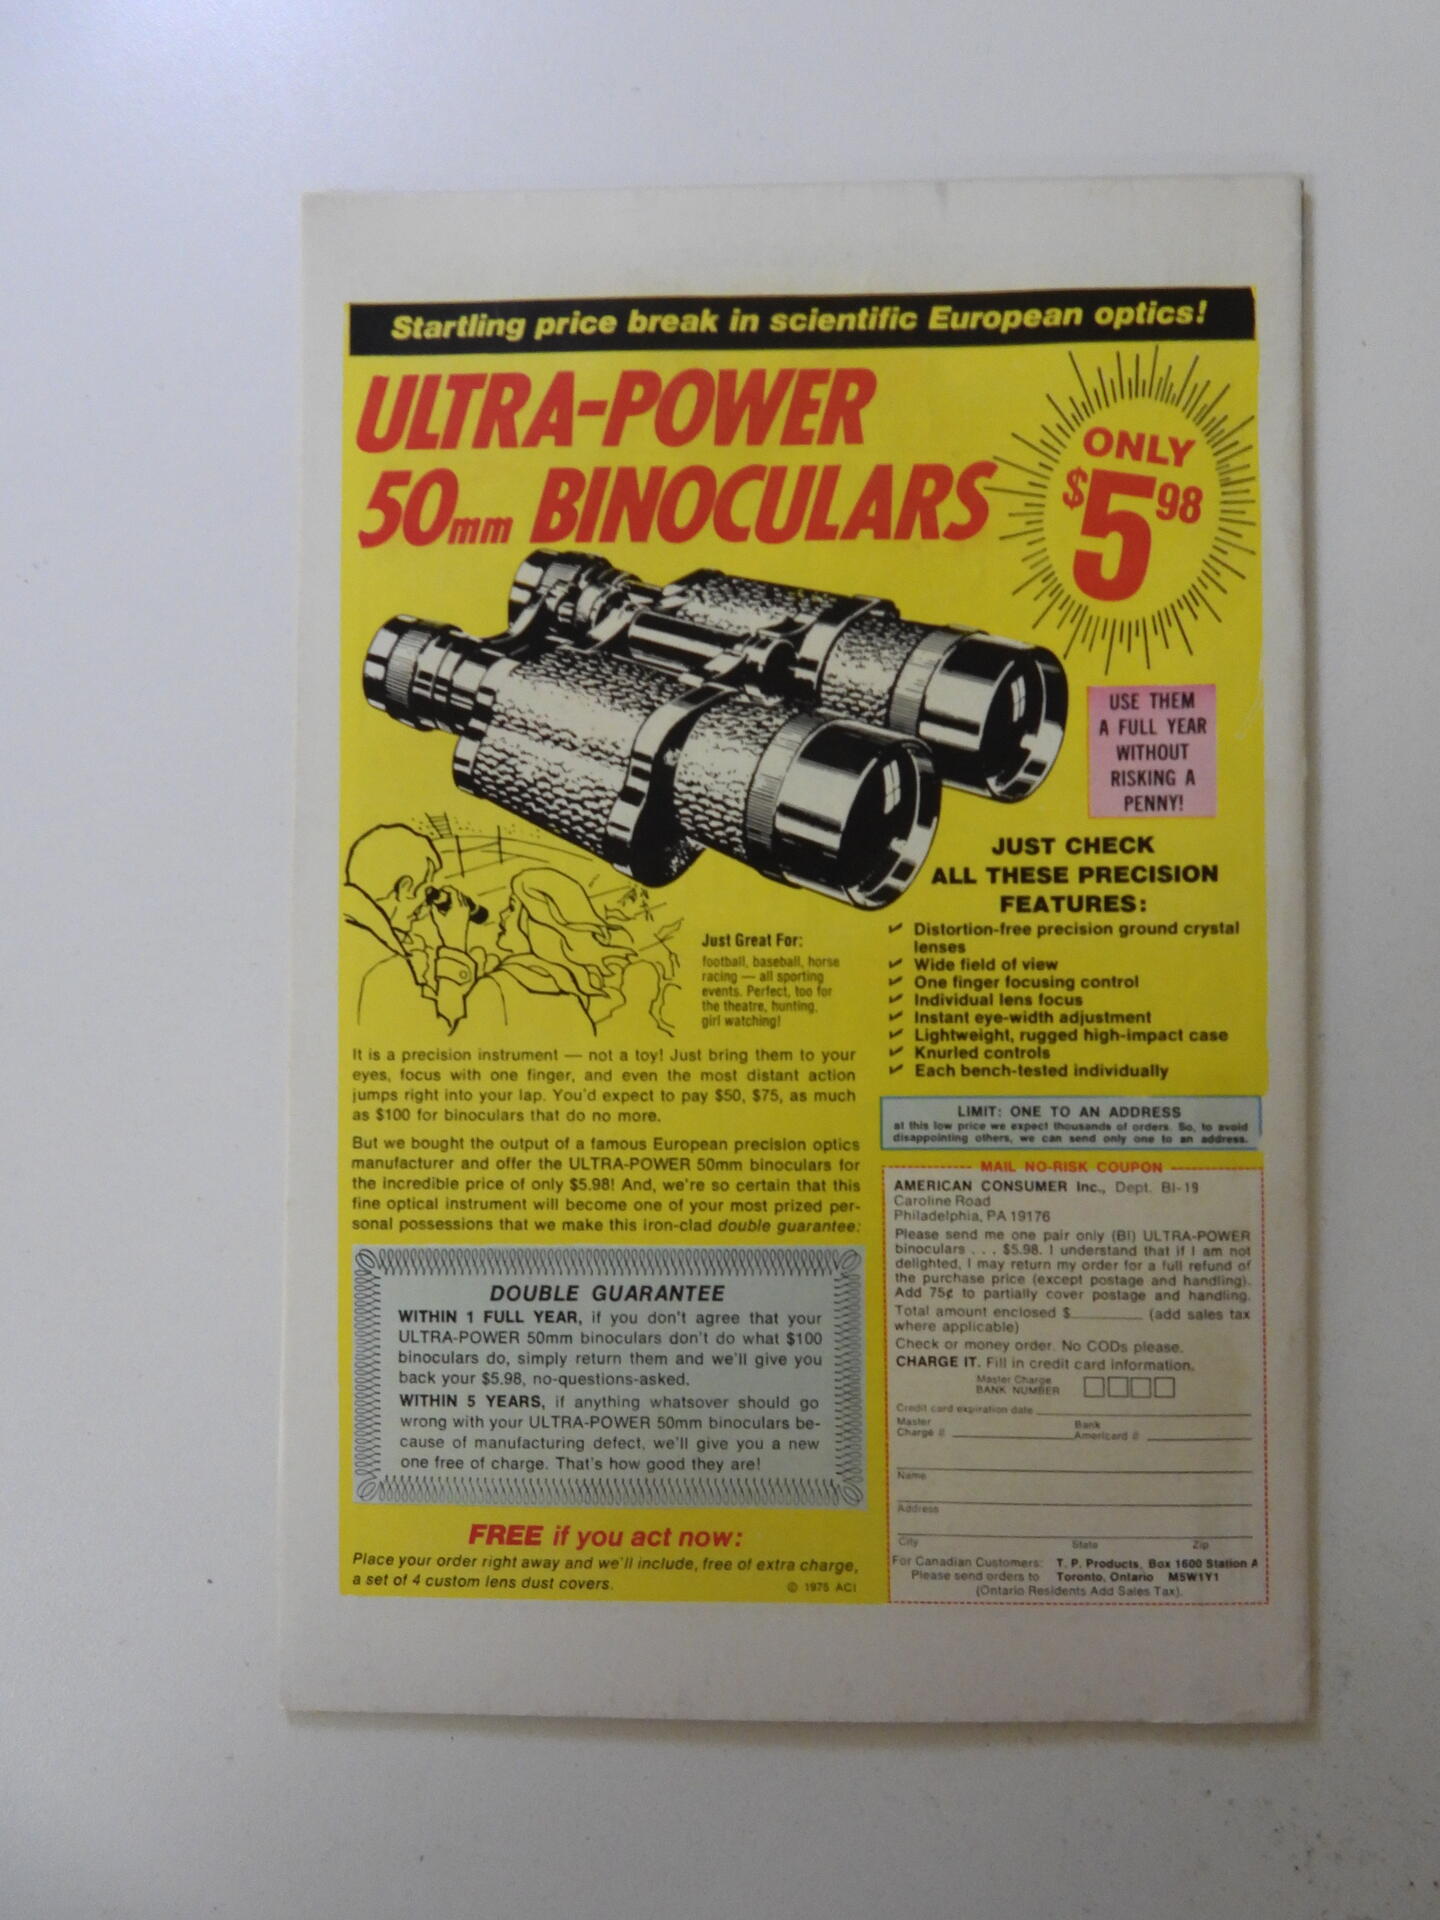 Startling price break in scientific European optics!
ULTRA-POWER
50mm BINOCULARS
ONLY
$5 98
USE THEM
A FULL YEAR
WITHOUT
RISKING A
PENNY!
JUST CHECK
ALL THESE PRECISION
FEATURES:
✓ Distortion-free precision ground crystal
lenses
✓ Wide field of view
✓ One finger focusing control
✓ Individual lens focus
✓ Instant eye-width adjustment
✓ Lightweight, rugged high-impact case
✓ Knurled controls
✓ Each bench-tested individually
Just Great For:
football, baseball, horse
racing — all sporting
events. Perfect, too for
the theatre, hunting,
girl watching!
It is a precision instrument — not a toy! Just bring them to your
eyes, focus with one finger, and even the most distant action
jumps right into your lap. You'd expect to pay $50, $75, as much
as $100 for binoculars that do no more.
But we bought the output of a famous European precision optics
manufacturer and offer the ULTRA-POWER 50mm binoculars for
the incredible price of only $5.98! And, we're so certain that this
fine optical instrument will become one of your most prized per-
sonal possessions that we make this iron-clad double guarantee:
DOUBLE GUARANTEE
WITHIN 1 FULL YEAR, if you don't agree that your
ULTRA-POWER 50mm binoculars don't do what $100
binoculars do, simply return them and we'll give you
back your $5.98, no-questions-asked.
WITHIN 5 YEARS, if anything whatsover should go
wrong with your ULTRA-POWER 50mm binoculars be-
cause of manufacturing defect, we'll give you a new
one free of charge. That's how good they are!
FREE if you act now:
Place your order right away and we'll include, free of extra charge,
a set of 4 custom lens dust covers.
© 1975 ACI
LIMIT: ONE TO AN ADDRESS
at this low price we expect thousands of orders. So, to avoid
disappointing others, we can send only one to an address.
MAIL NO-RISK COUPON
AMERICAN CONSUMER Inc., Dept. BI-19
Caroline Road
Philadelphia, PA 19176
Please send me one pair only (BI) ULTRA-POWER
binoculars . . . $5.98. I understand that if I am not
delighted, I may return my order for a full refund of
the purchase price (except postage and handling).
Add 75¢ to partially cover postage and handling.
Total amount enclosed $________ (add sales tax
where applicable)
Check or money order. No CODs please.
CHARGE IT. Fill in credit card information.
Master Charge
BANK NUMBER
Credit card expiration date
Master Bank
Charge # Americard #
Name
Address
City State Zip
For Canadian Customers: T. P. Products, Box 1600 Station A
Please send orders to Toronto, Ontario M5W1Y1
(Ontario Residents Add Sales Tax).